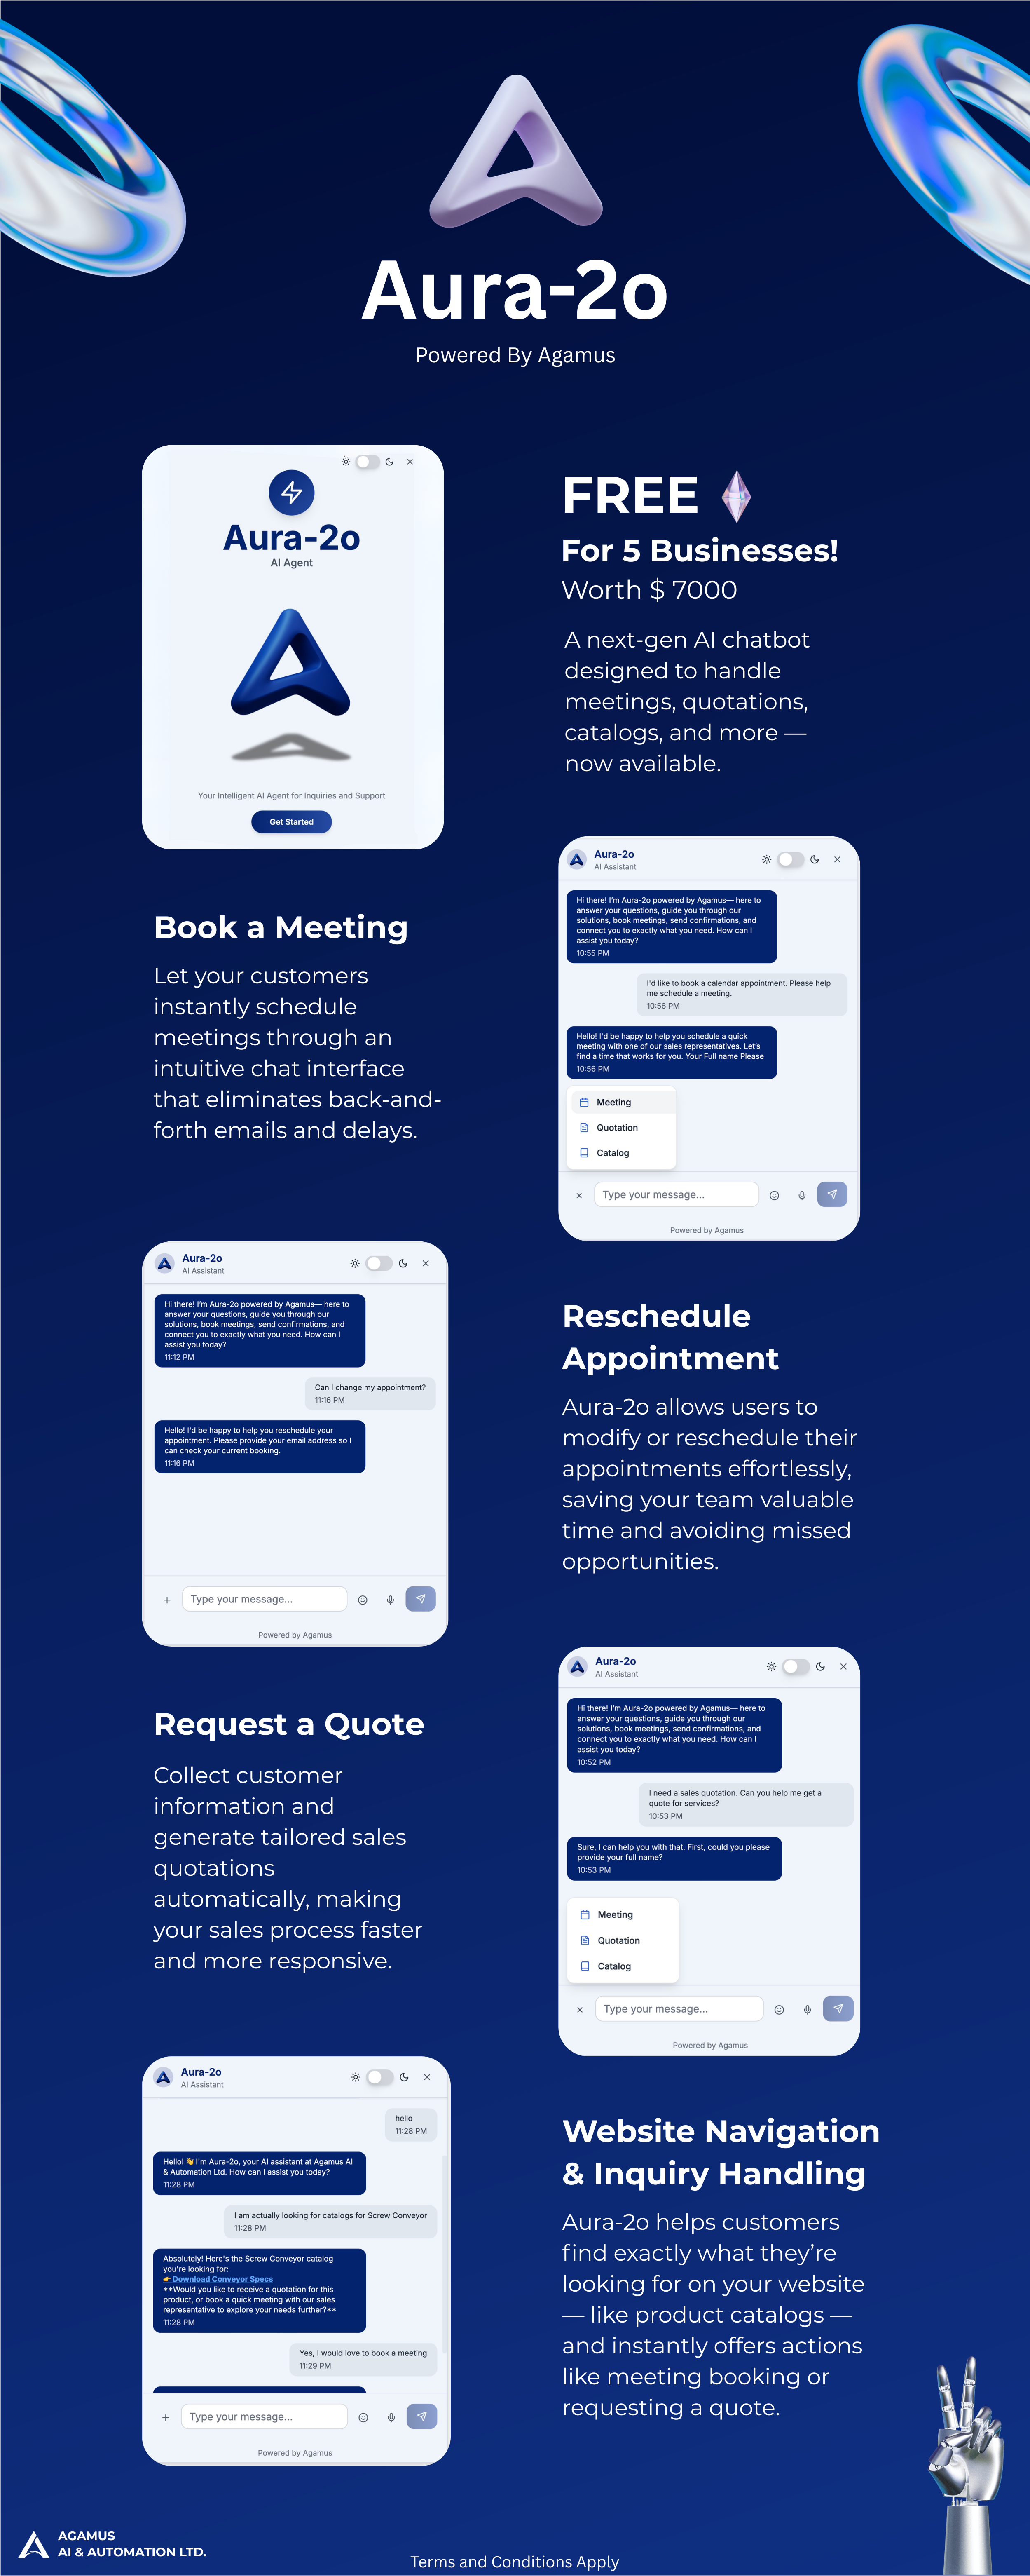 Aura-2o
Powered By Agamus
Aura-2o
AI Agent
Your Intelligent AI Agent for Inquiries and Support
Get Started
FREE
For 5 Businesses!
Worth $ 7000
A next-gen AI chatbot
designed to handle
meetings, quotations,
catalogs, and more —
now available.
Book a Meeting
Let your customers
instantly schedule
meetings through an
intuitive chat interface
that eliminates back-and-
forth emails and delays.
Aura-2o
AI Assistant
Hi there! I'm Aura-2o powered by Agamus— here to
answer your questions, guide you through our
solutions, book meetings, send confirmations, and
connect you to exactly what you need. How can I
assist you today?
10:55 PM
I'd like to book a calendar appointment. Please help
me schedule a meeting.
10:56 PM
Hello! I'd be happy to help you schedule a quick
meeting with one of our sales representatives. Let's
find a time that works for you. Your Full name Please
10:56 PM
Meeting
Quotation
Catalog
Type your message...
Powered by Agamus
Aura-2o
AI Assistant
Hi there! I'm Aura-2o powered by Agamus— here to
answer your questions, guide you through our
solutions, book meetings, send confirmations, and
connect you to exactly what you need. How can I
assist you today?
11:12 PM
Can I change my appointment?
11:16 PM
Hello! I'd be happy to help you reschedule your
appointment. Please provide your email address so I
can check your current booking.
11:16 PM
Type your message...
Powered by Agamus
Reschedule
Appointment
Aura-2o allows users to
modify or reschedule their
appointments effortlessly,
saving your team valuable
time and avoiding missed
opportunities.
Request a Quote
Collect customer
information and
generate tailored sales
quotations
automatically, making
your sales process faster
and more responsive.
Aura-2o
AI Assistant
Hi there! I'm Aura-2o powered by Agamus— here to
answer your questions, guide you through our
solutions, book meetings, send confirmations, and
connect you to exactly what you need. How can I
assist you today?
10:52 PM
I need a sales quotation. Can you help me get a
quote for services?
10:53 PM
Sure, I can help you with that. First, could you please
provide your full name?
10:53 PM
Meeting
Quotation
Catalog
Type your message...
Powered by Agamus
Aura-2o
AI Assistant
hello
11:28 PM
Hello! 👋 I'm Aura-2o, your AI assistant at Agamus AI
& Automation Ltd. How can I assist you today?
11:28 PM
I am actually looking for catalogs for Screw Conveyor
11:28 PM
Absolutely! Here's the Screw Conveyor catalog
you're looking for:
👉 Download Conveyor Specs
**Would you like to receive a quotation for this
product, or book a quick meeting with our sales
representative to explore your needs further?**
11:28 PM
Yes, I would love to book a meeting
11:29 PM
Type your message...
Powered by Agamus
Website Navigation
& Inquiry Handling
Aura-2o helps customers
find exactly what they're
looking for on your website
— like product catalogs —
and instantly offers actions
like meeting booking or
requesting a quote.
AGAMUS
AI & AUTOMATION LTD.
Terms and Conditions Apply